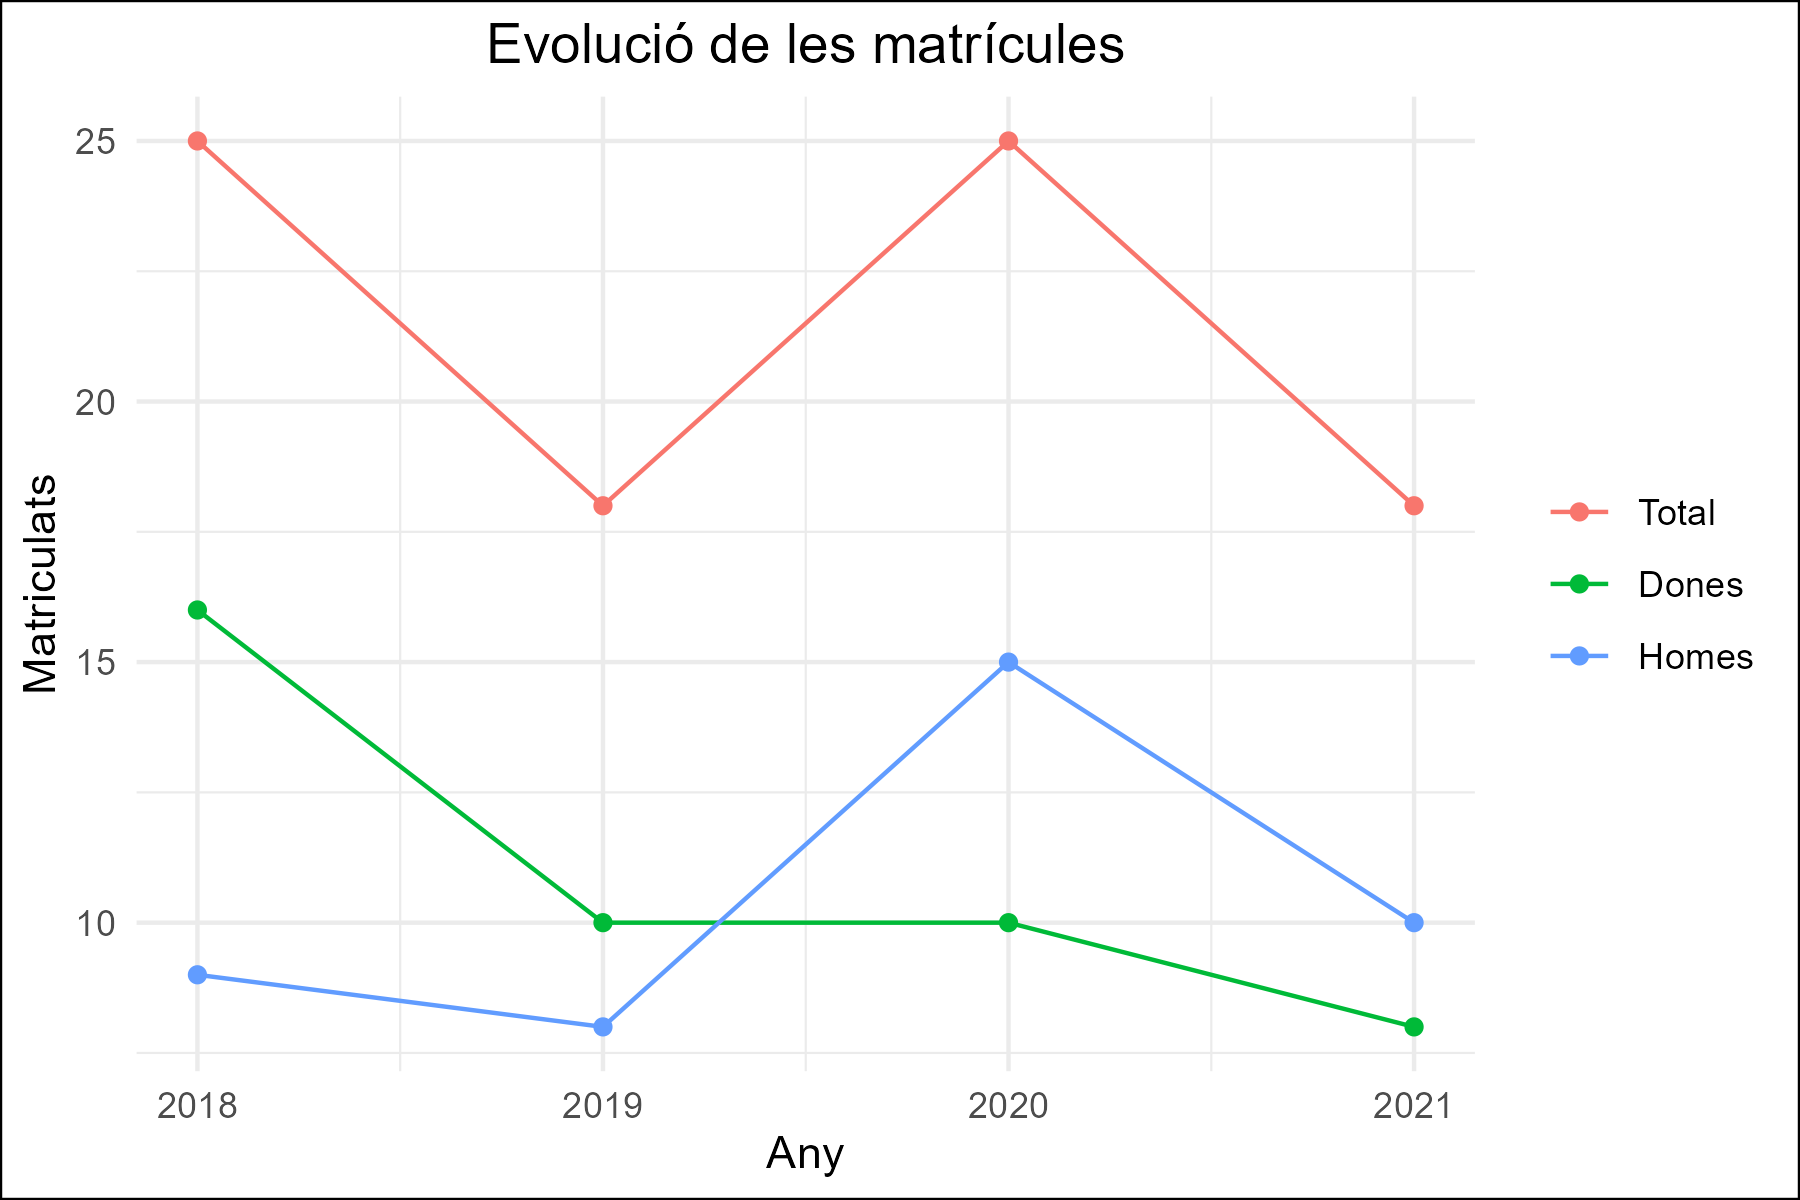 Evolució de les matrícules
25
20
15
10
Matriculats
2018 2019 2020 2021
Any
Total
Dones
Homes